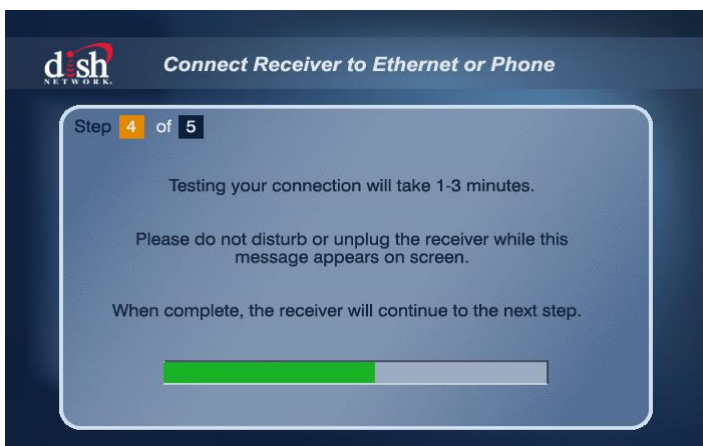 dish
NETWORK.
Connect Receiver to Ethernet or Phone
Step 4 of 5
Testing your connection will take 1-3 minutes.
Please do not disturb or unplug the receiver while this
message appears on screen.
When complete, the receiver will continue to the next step.